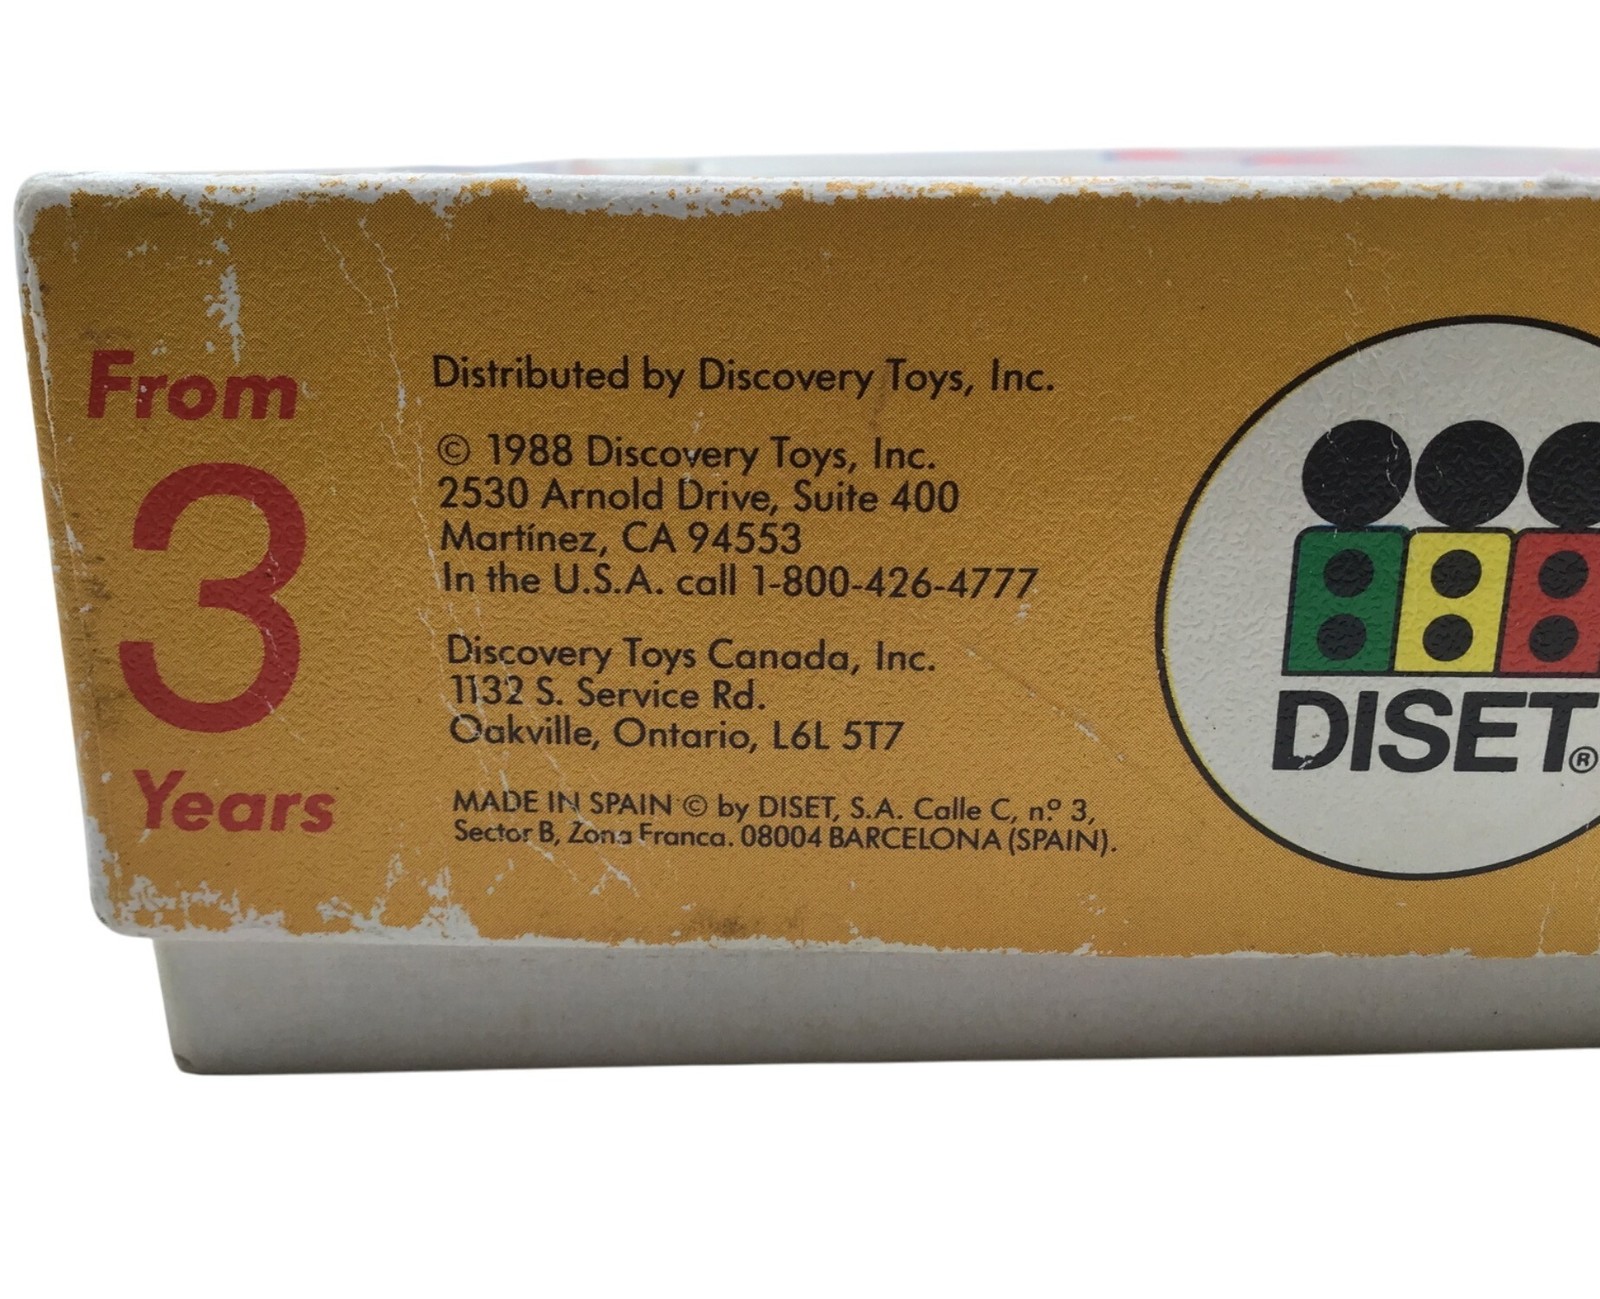 From
3
Years
Distributed by Discovery Toys, Inc.
© 1988 Discovery Toys, Inc.
2530 Arnold Drive, Suite 400
Martínez, CA 94553
In the U.S.A. call 1-800-426-4777
Discovery Toys Canada, Inc.
1132 S. Service Rd.
Oakville, Ontario, L6L 5T7
MADE IN SPAIN © by DISET, S.A. Calle C, n.º 3,
Sector B, Zona Franca. 08004 BARCELONA (SPAIN).
DISET®